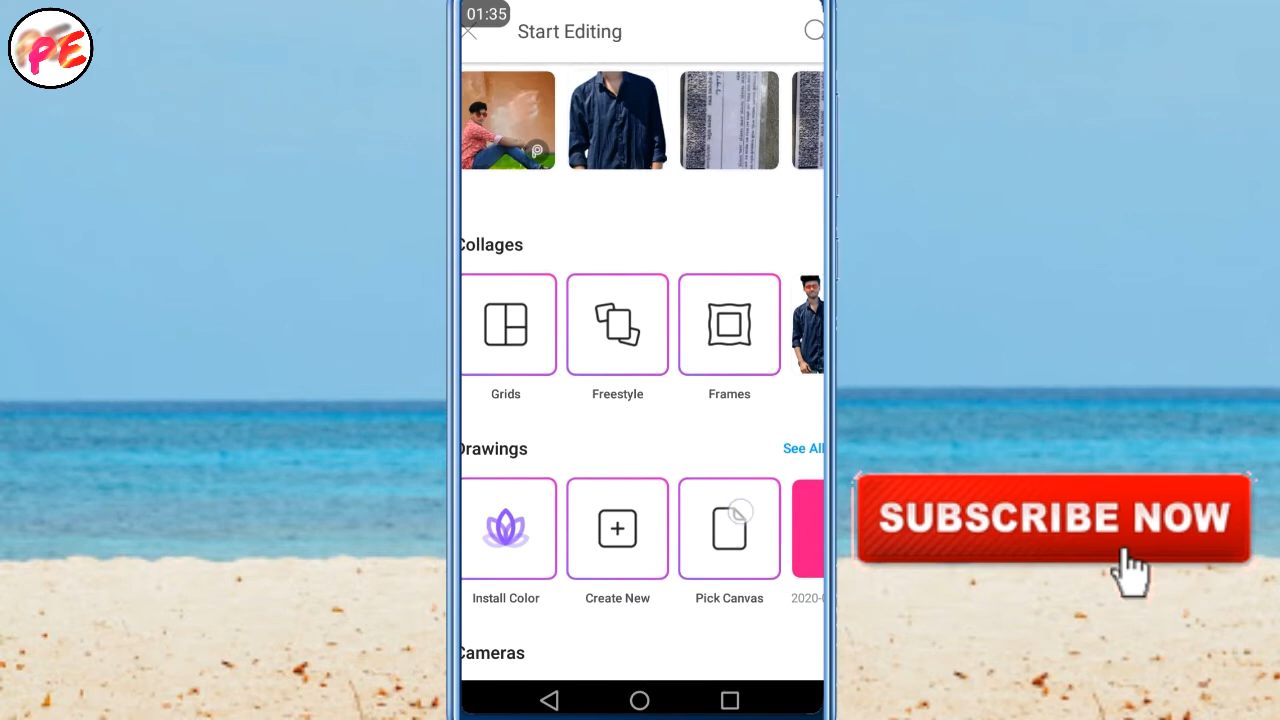 PE
01:35
Start Editing
Collages
Grids
Freestyle
Frames
Drawings
See All
Install Color
Create New
Pick Canvas
Cameras
SUBSCRIBE NOW